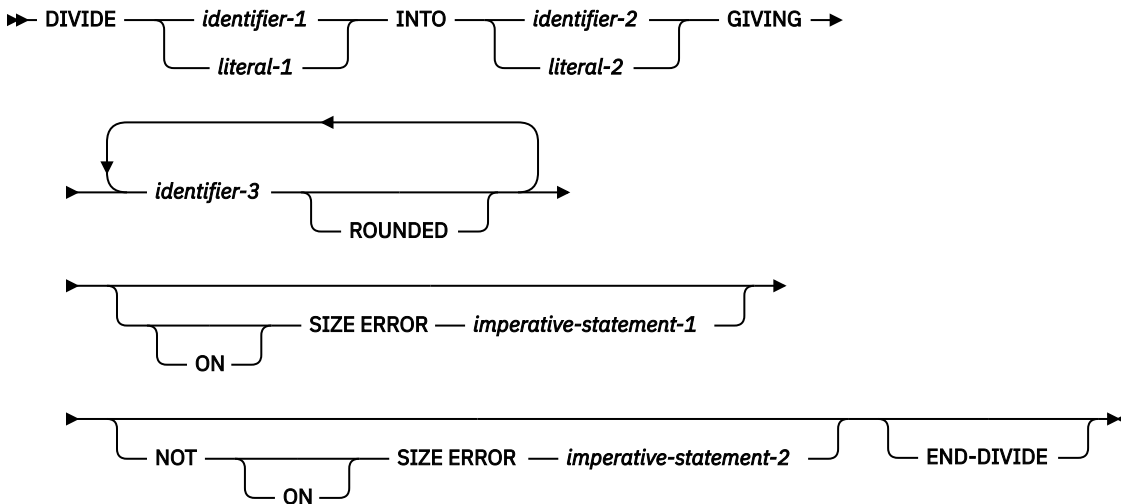 DIVIDE identifier-1 INTO identifier-2 GIVING
literal-1 literal-2
identifier-3
ROUNDED
SIZE ERROR imperative-statement-1
ON
NOT SIZE ERROR imperative-statement-2 END-DIVIDE
ON